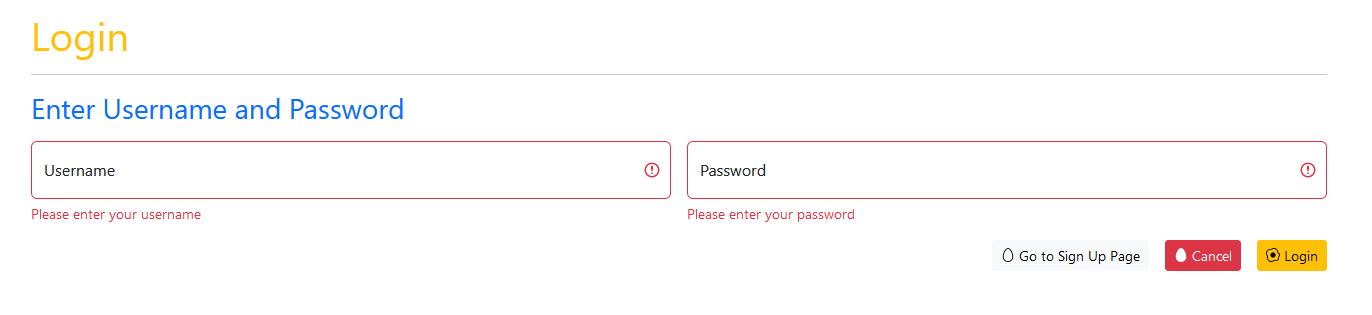 Login
Enter Username and Password
Username Password
Please enter your username Please enter your password
Go to Sign Up Page Cancel Login